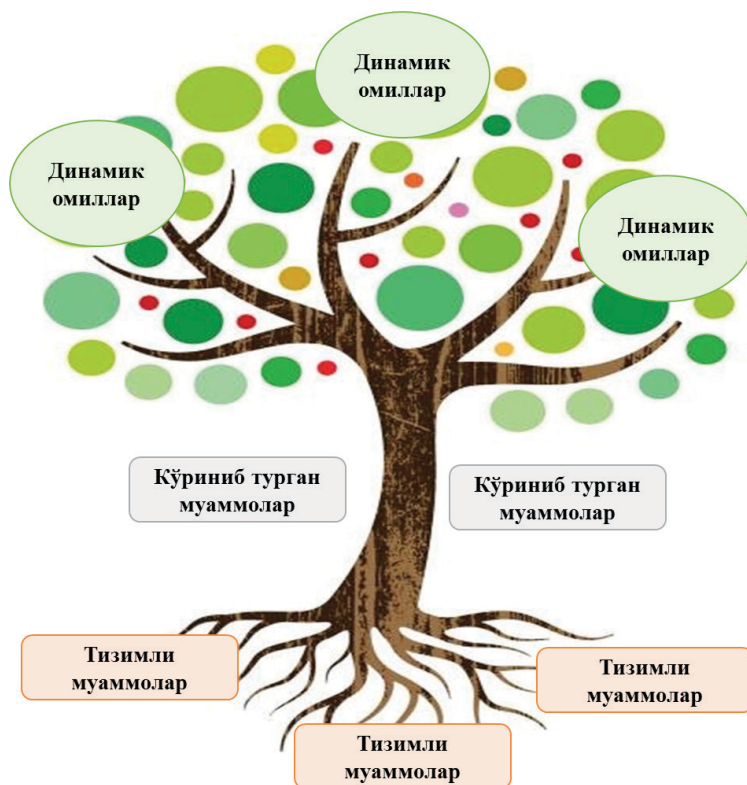 Динамик
омиллар
Динамик
омиллар
Динамик
омиллар
Кўриниб турган
муаммолар
Кўриниб турган
муаммолар
Тизимли
муаммолар
Тизимли
муаммолар
Тизимли
муаммолар